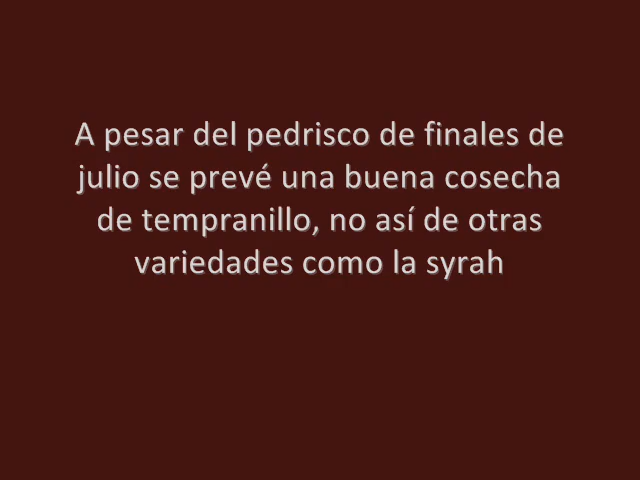 A pesar del pedrisco de finales de
julio se prevé una buena cosecha
de tempranillo, no así de otras
variedades como la syrah